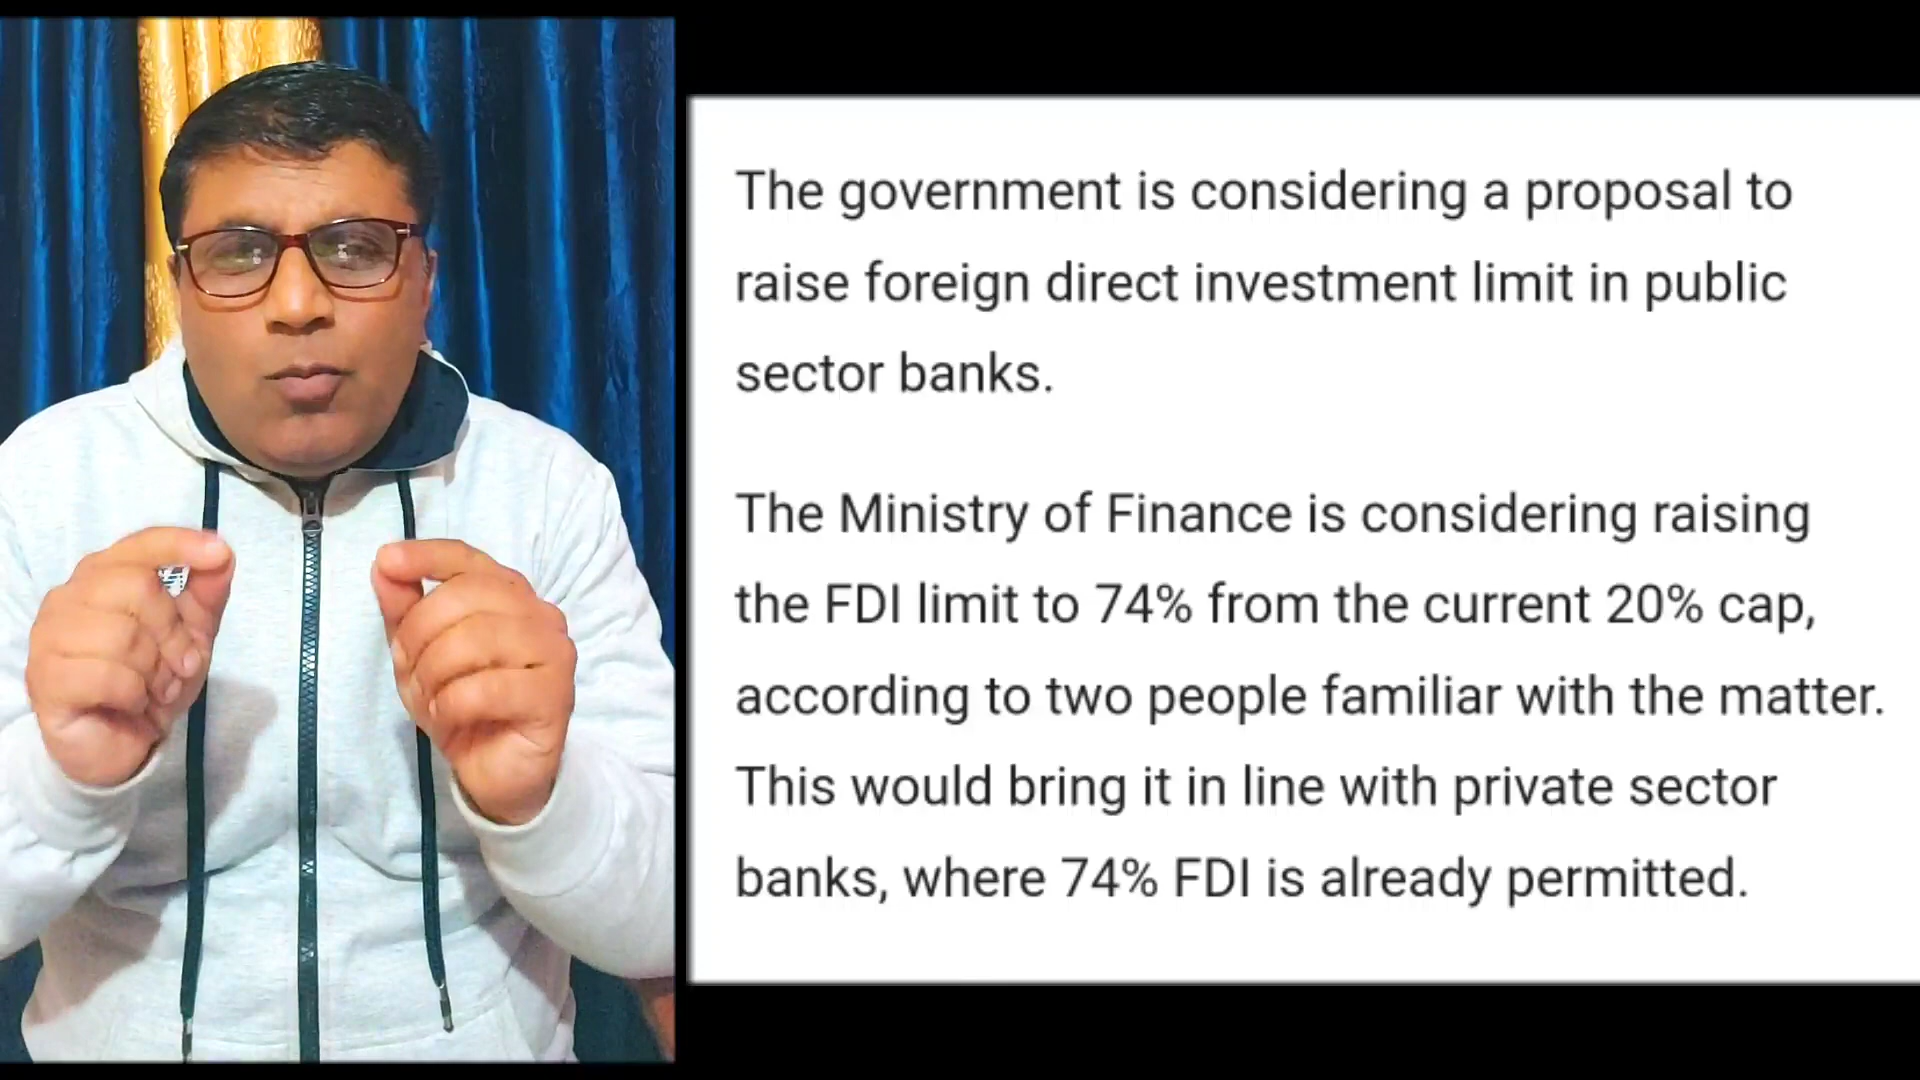 The government is considering a proposal to
raise foreign direct investment limit in public
sector banks.
The Ministry of Finance is considering raising
the FDI limit to 74% from the current 20% cap,
according to two people familiar with the matter.
This would bring it in line with private sector
banks, where 74% FDI is already permitted.